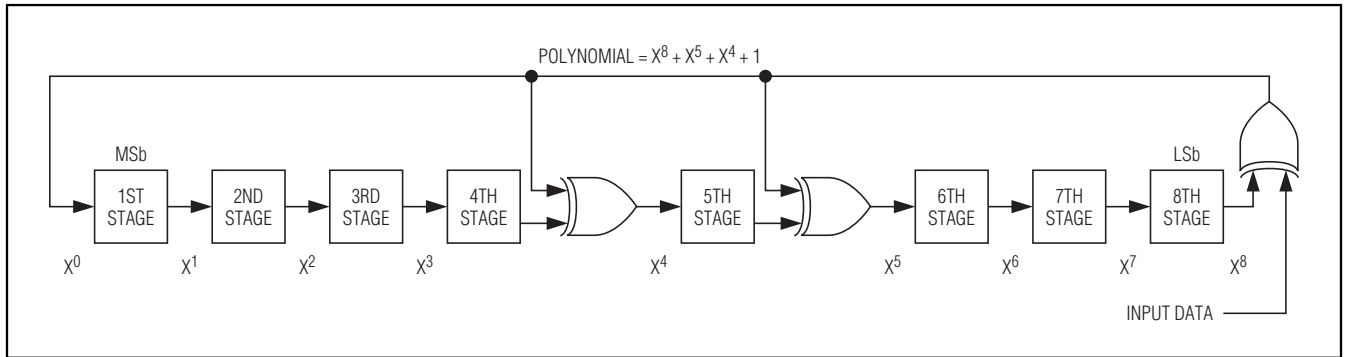 POLYNOMIAL = X⁸ + X⁵ + X⁴ + 1
MSb
LSb
1ST
STAGE
2ND
STAGE
3RD
STAGE
4TH
STAGE
5TH
STAGE
6TH
STAGE
7TH
STAGE
8TH
STAGE
X⁰
X¹
X²
X³
X⁴
X⁵
X⁶
X⁷
X⁸
INPUT DATA